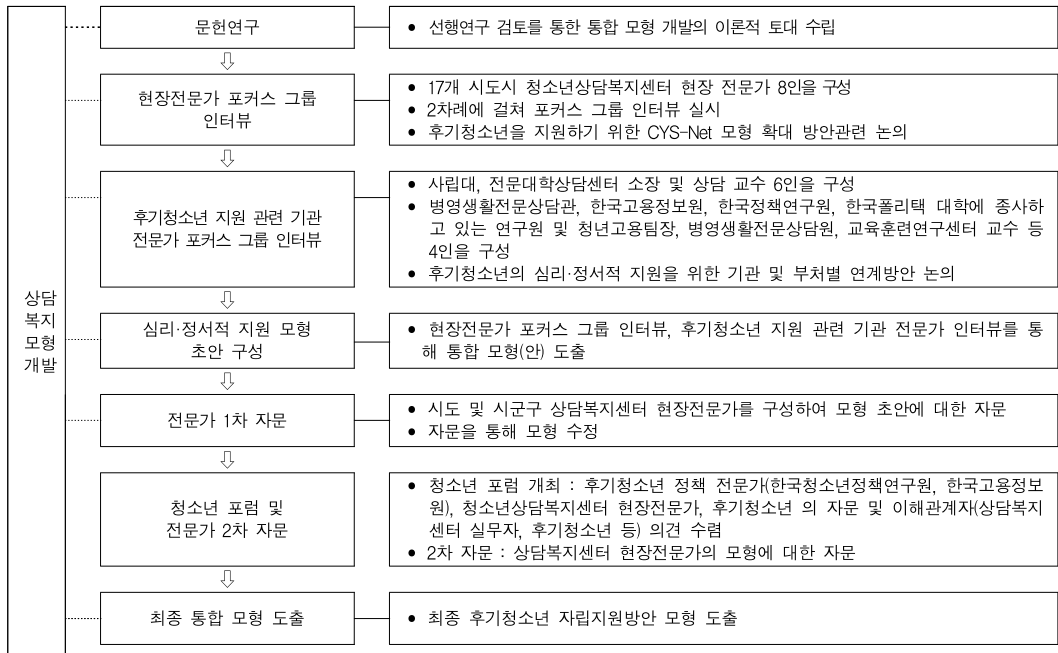 상담
복지
모형
개발
문헌연구
• 선행연구 검토를 통한 통합 모형 개발의 이론적 토대 수립
현장전문가 포커스 그룹
인터뷰
• 17개 시도시 청소년상담복지센터 현장 전문가 8인을 구성
• 2차례에 걸쳐 포커스 그룹 인터뷰 실시
• 후기청소년을 지원하기 위한 CYS-Net 모형 확대 방안관련 논의
후기청소년 지원 관련 기관
전문가 포커스 그룹 인터뷰
• 사립대, 전문대학상담센터 소장 및 상담 교수 6인을 구성
• 병영생활전문상담관, 한국고용정보원, 한국정책연구원, 한국폴리택 대학에 종사하
고 있는 연구원 및 청년고용팀장, 병영생활전문상담원, 교육훈련연구센터 교수 등
4인을 구성
• 후기청소년의 심리·정서적 지원을 위한 기관 및 부처별 연계방안 논의
심리·정서적 지원 모형
초안 구성
• 현장전문가 포커스 그룹 인터뷰, 후기청소년 지원 관련 기관 전문가 인터뷰를 통
해 통합 모형(안) 도출
전문가 1차 자문
• 시도 및 시군구 상담복지센터 현장전문가를 구성하여 모형 초안에 대한 자문
• 자문을 통해 모형 수정
청소년 포럼 및
전문가 2차 자문
• 청소년 포럼 개최 : 후기청소년 정책 전문가(한국청소년정책연구원, 한국고용정보
원), 청소년상담복지센터 현장전문가, 후기청소년 의 자문 및 이해관계자(상담복지
센터 실무자, 후기청소년 등) 의견 수렴
• 2차 자문 : 상담복지센터 현장전문가의 모형에 대한 자문
최종 통합 모형 도출
• 최종 후기청소년 자립지원방안 모형 도출